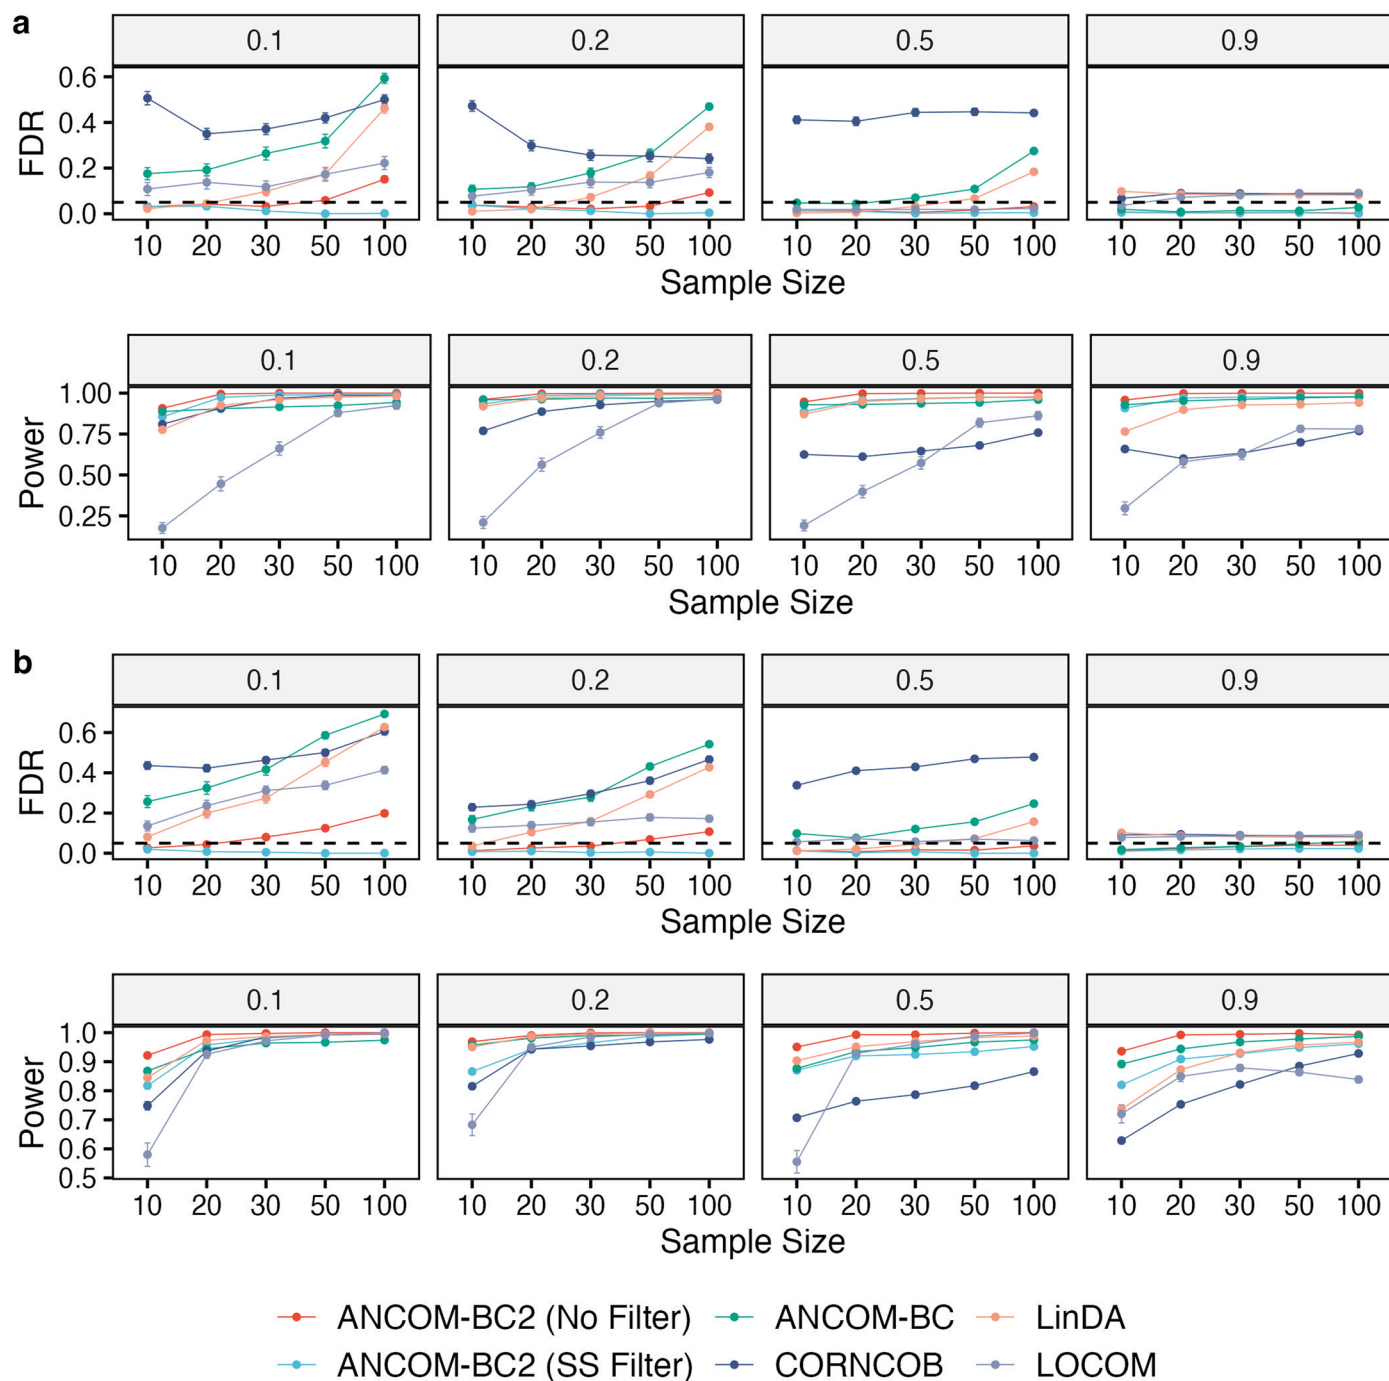 a
0.1 0.2 0.5 0.9
FDR
0.6
0.4
0.2
0.0
10 20 30 50 100 10 20 30 50 100 10 20 30 50 100 10 20 30 50 100
Sample Size
0.1 0.2 0.5 0.9
Power
1.00
0.75
0.50
0.25
10 20 30 50 100 10 20 30 50 100 10 20 30 50 100 10 20 30 50 100
Sample Size
b
0.1 0.2 0.5 0.9
FDR
0.6
0.4
0.2
0.0
10 20 30 50 100 10 20 30 50 100 10 20 30 50 100 10 20 30 50 100
Sample Size
0.1 0.2 0.5 0.9
Power
1.0
0.9
0.8
0.7
0.6
0.5
10 20 30 50 100 10 20 30 50 100 10 20 30 50 100 10 20 30 50 100
Sample Size
ANCOM-BC2 (No Filter) ANCOM-BC LinDA
ANCOM-BC2 (SS Filter) CORNCOB LOCOM